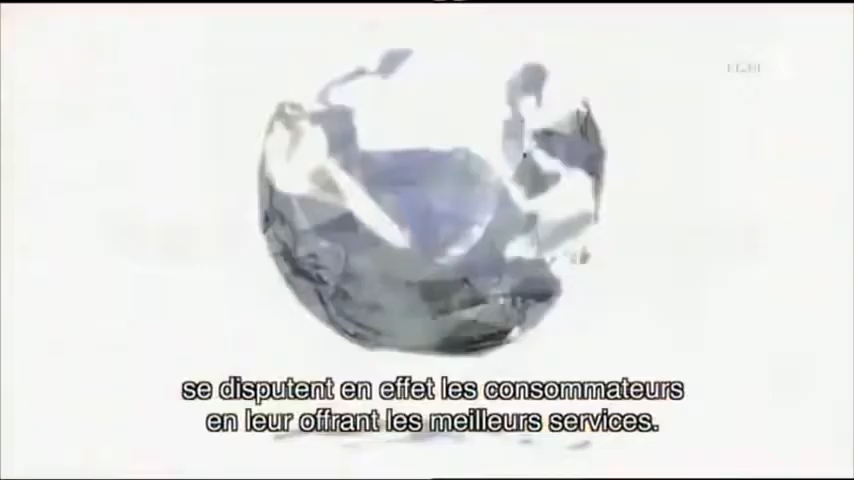 se disputent en effet les consommateurs
en leur offrant les meilleurs services.